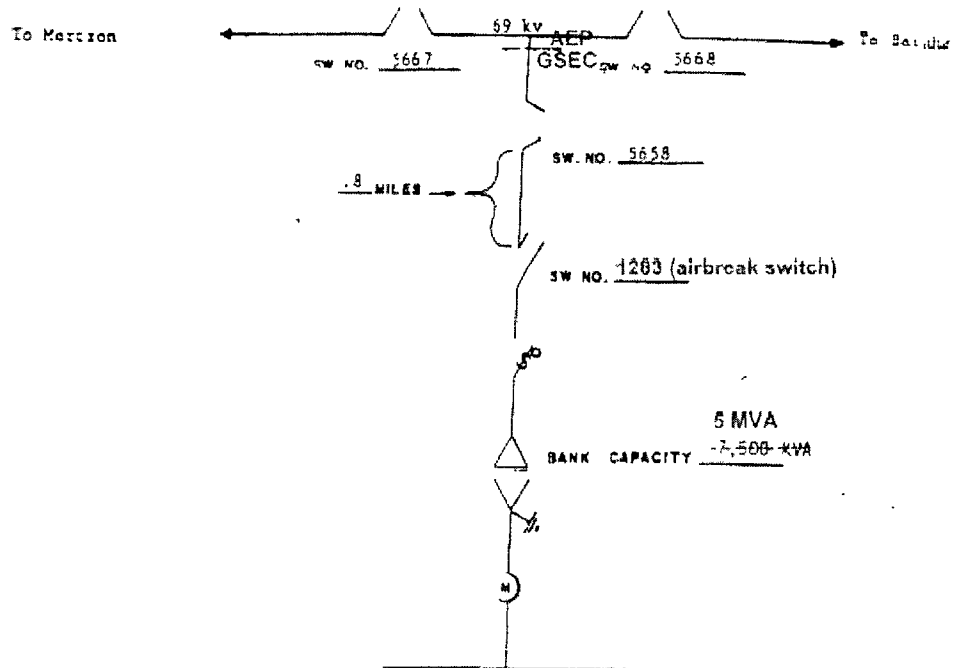 To Mertzon
69 kv
AEP
GSEC
To
SW NO. 5667
SW NO 5668
SW. NO. 5658
.8 MILES
SW NO. 1283 (airbreak switch)
5 MVA
BANK CAPACITY 7,500 KVA
M